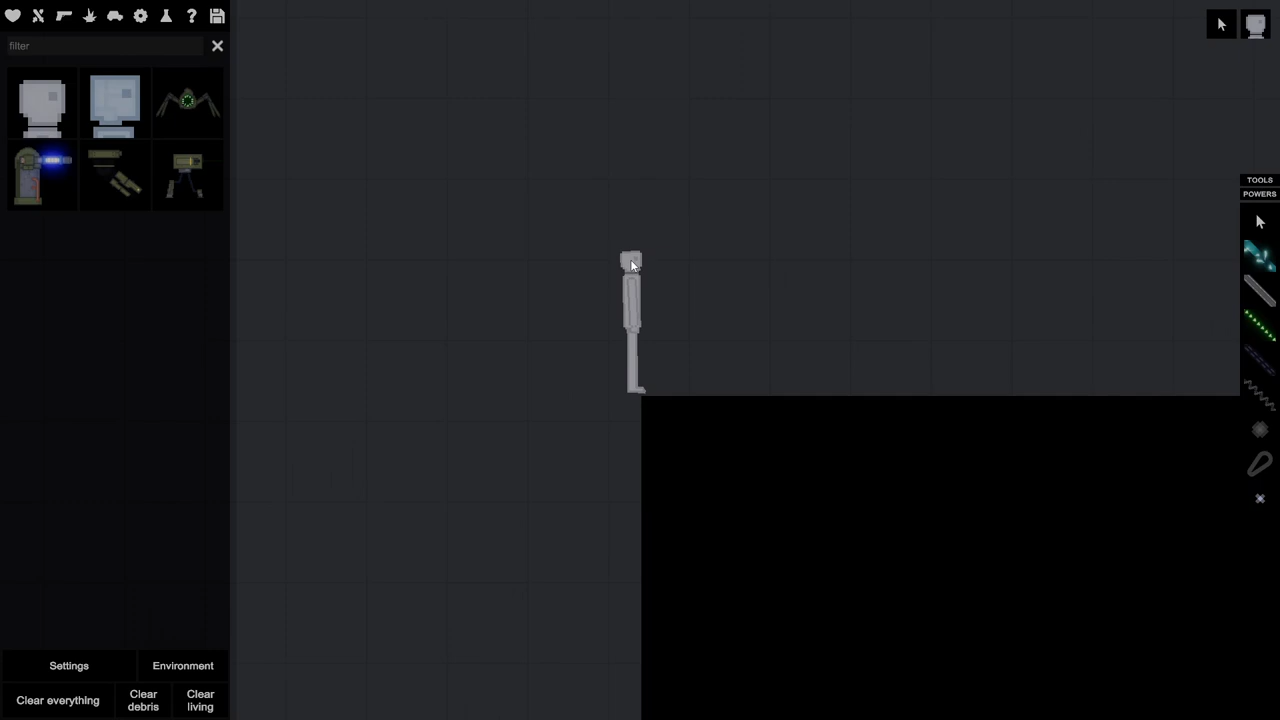 filter
TOOLS
POWERS
Settings
Environment
Clear everything
Clear debris
Clear living